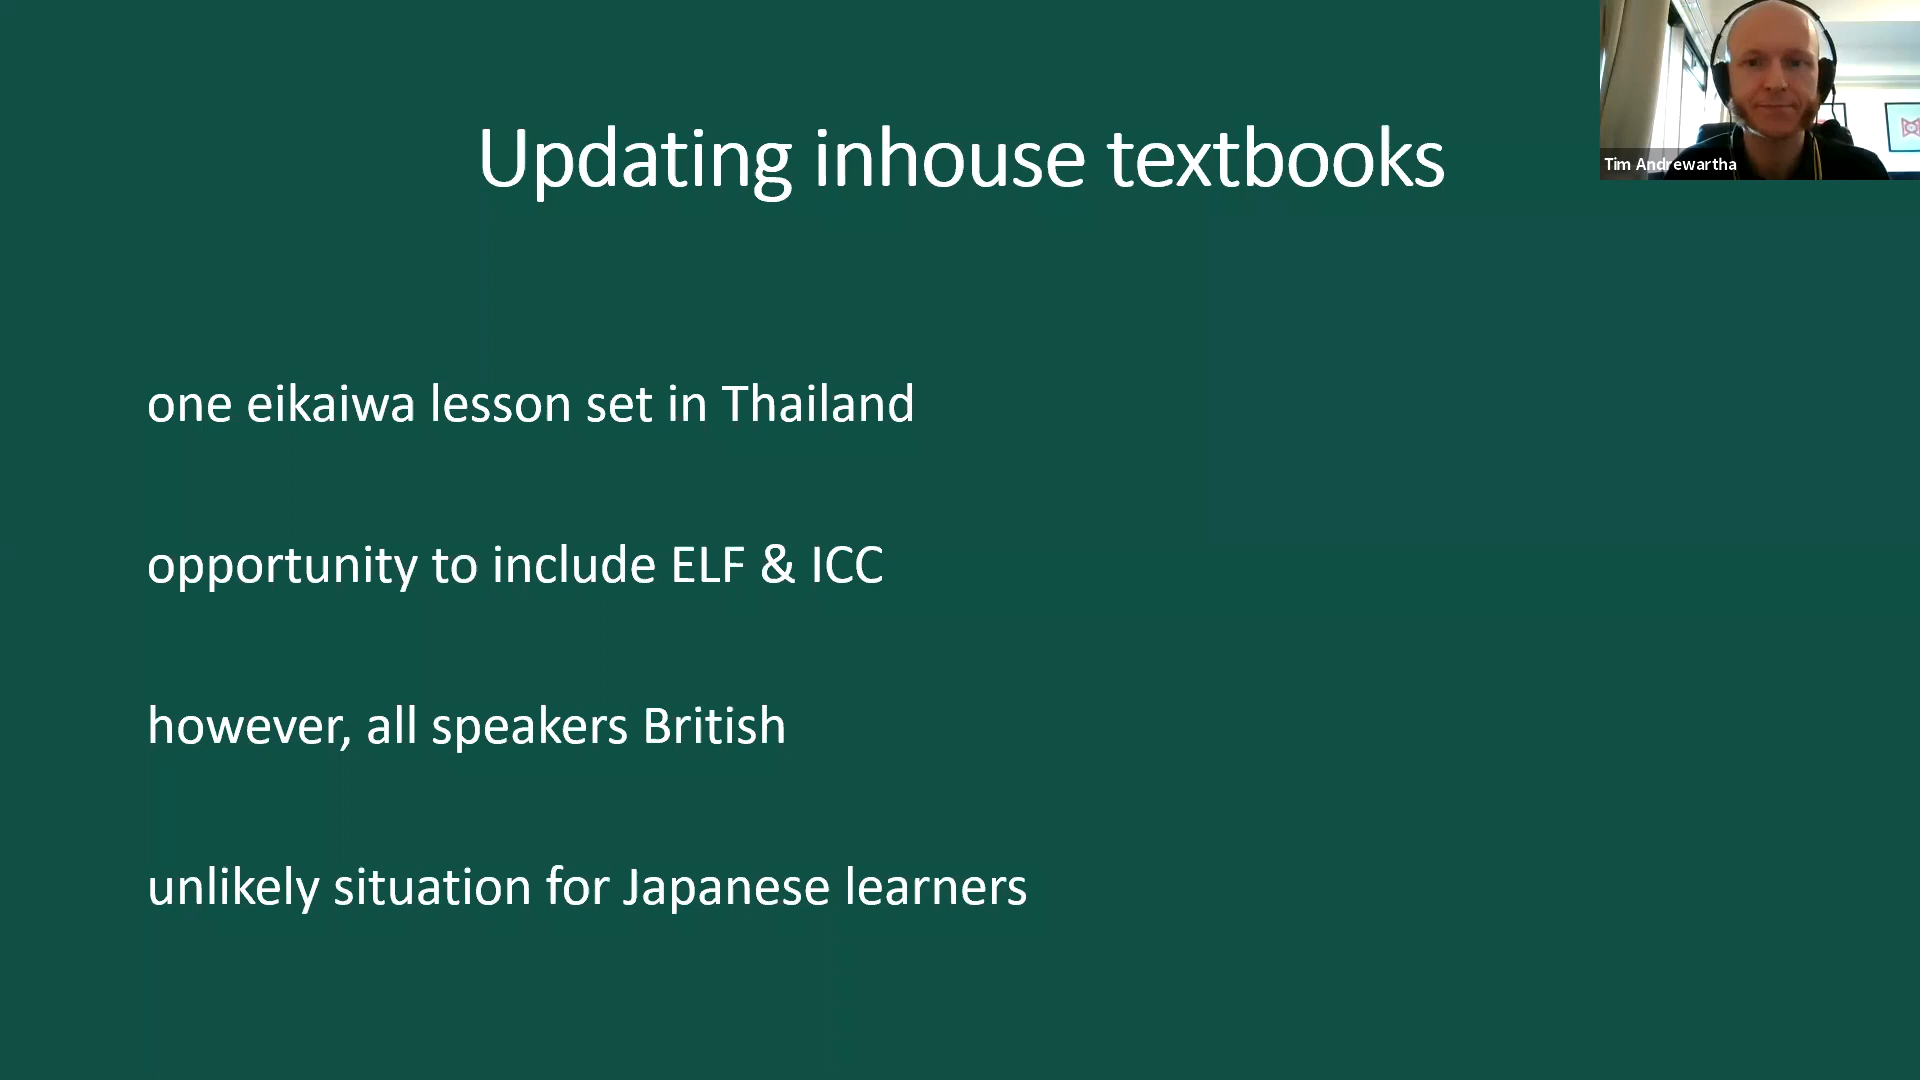 Updating inhouse textbooks
Tim Andrewartha
one eikaiwa lesson set in Thailand
opportunity to include ELF & ICC
however, all speakers British
unlikely situation for Japanese learners